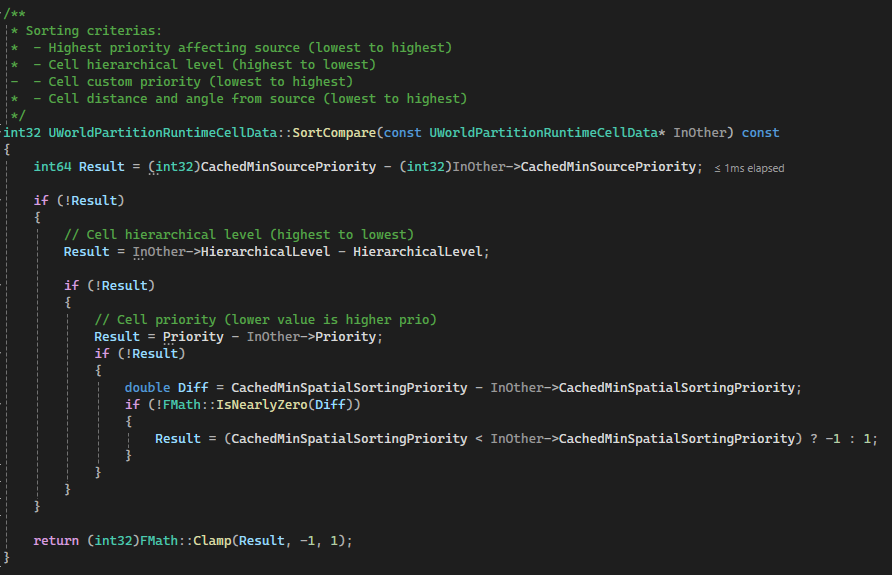 /**
 * Sorting criterias:
 *  - Highest priority affecting source (lowest to highest)
 *  - Cell hierarchical level (highest to lowest)
 -  - Cell custom priority (lowest to highest)
 *  - Cell distance and angle from source (lowest to highest)
 */
int32 UWorldPartitionRuntimeCellData::SortCompare(const UWorldPartitionRuntimeCellData* InOther) const
{
    int64 Result = (int32)CachedMinSourcePriority - (int32)InOther->CachedMinSourcePriority; ≤ 1ms elapsed

    if (!Result)
    {
        // Cell hierarchical level (highest to lowest)
        Result = InOther->HierarchicalLevel - HierarchicalLevel;

        if (!Result)
        {
            // Cell priority (lower value is higher prio)
            Result = Priority - InOther->Priority;
            if (!Result)
            {
                double Diff = CachedMinSpatialSortingPriority - InOther->CachedMinSpatialSortingPriority;
                if (!FMath::IsNearlyZero(Diff))
                {
                    Result = (CachedMinSpatialSortingPriority < InOther->CachedMinSpatialSortingPriority) ? -1 : 1;
                }
            }
        }
    }

    return (int32)FMath::Clamp(Result, -1, 1);
}